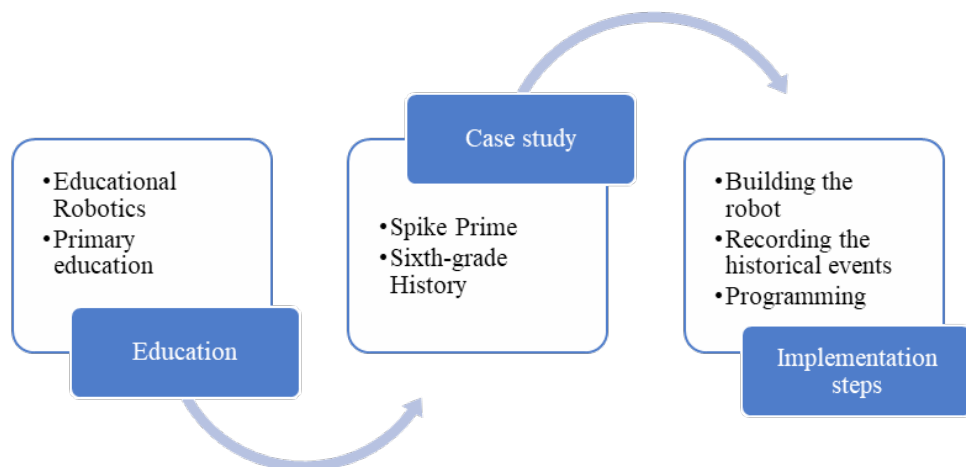 • Educational
Robotics
• Primary
education
Education
Case study
• Spike Prime
• Sixth-grade
History
• Building the
robot
• Recording the
historical events
• Programming
Implementation
steps